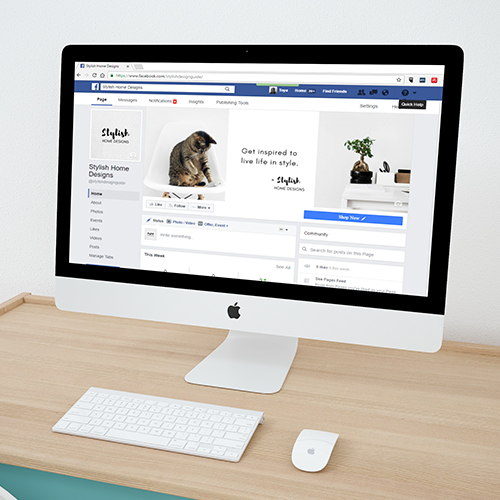 Stylish Home Designs
https://www.facebook.com/stylishdesignguide/
Stylish Home Designs
Home 20+
Find Friends
Page
Messages
Notifications
Insights
Publishing Tools
Settings
Quick Help
Stylish
HOME DESIGNS
Get inspired to
live life in style.
- Stylish
HOME DESIGNS
Stylish Home
Designs
@stylishdesignguide
Home
About
Photos
Events
Likes
Videos
Posts
Manage Tabs
Like
Follow
More
Shop Now
Status
Photo / Video
Offer, Event +
Write something
This Week
See All
Community
Search for posts on this Page
0 likes
See Pages Feed